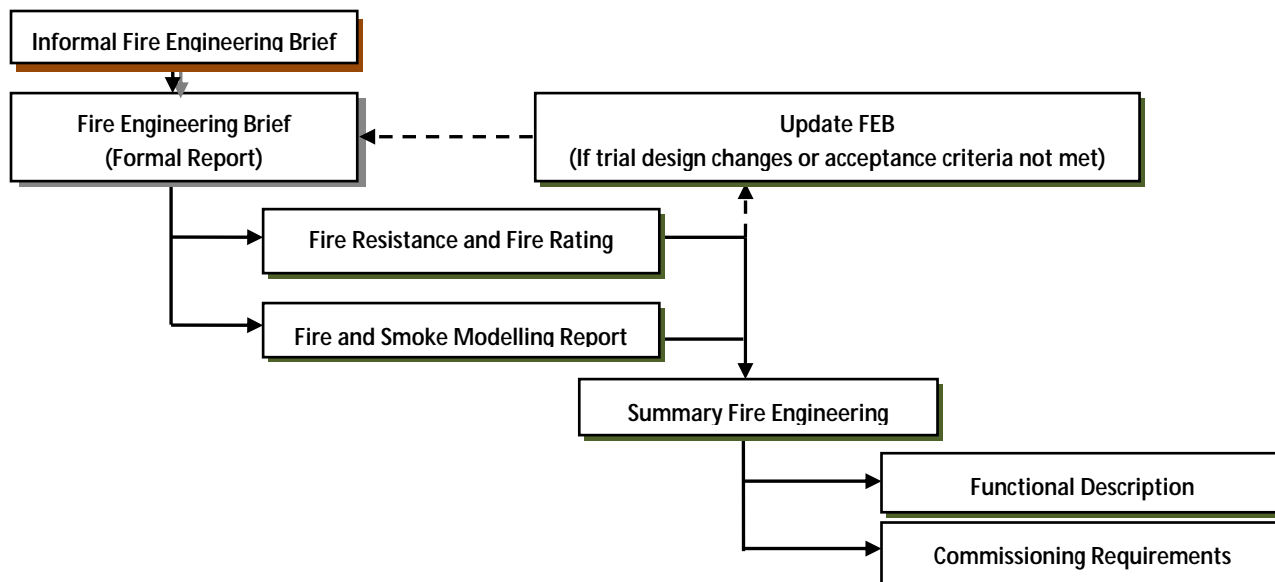 Informal Fire Engineering Brief
Fire Engineering Brief
(Formal Report)
Update FEB
(If trial design changes or acceptance criteria not met)
Fire Resistance and Fire Rating
Fire and Smoke Modelling Report
Summary Fire Engineering
Functional Description
Commissioning Requirements